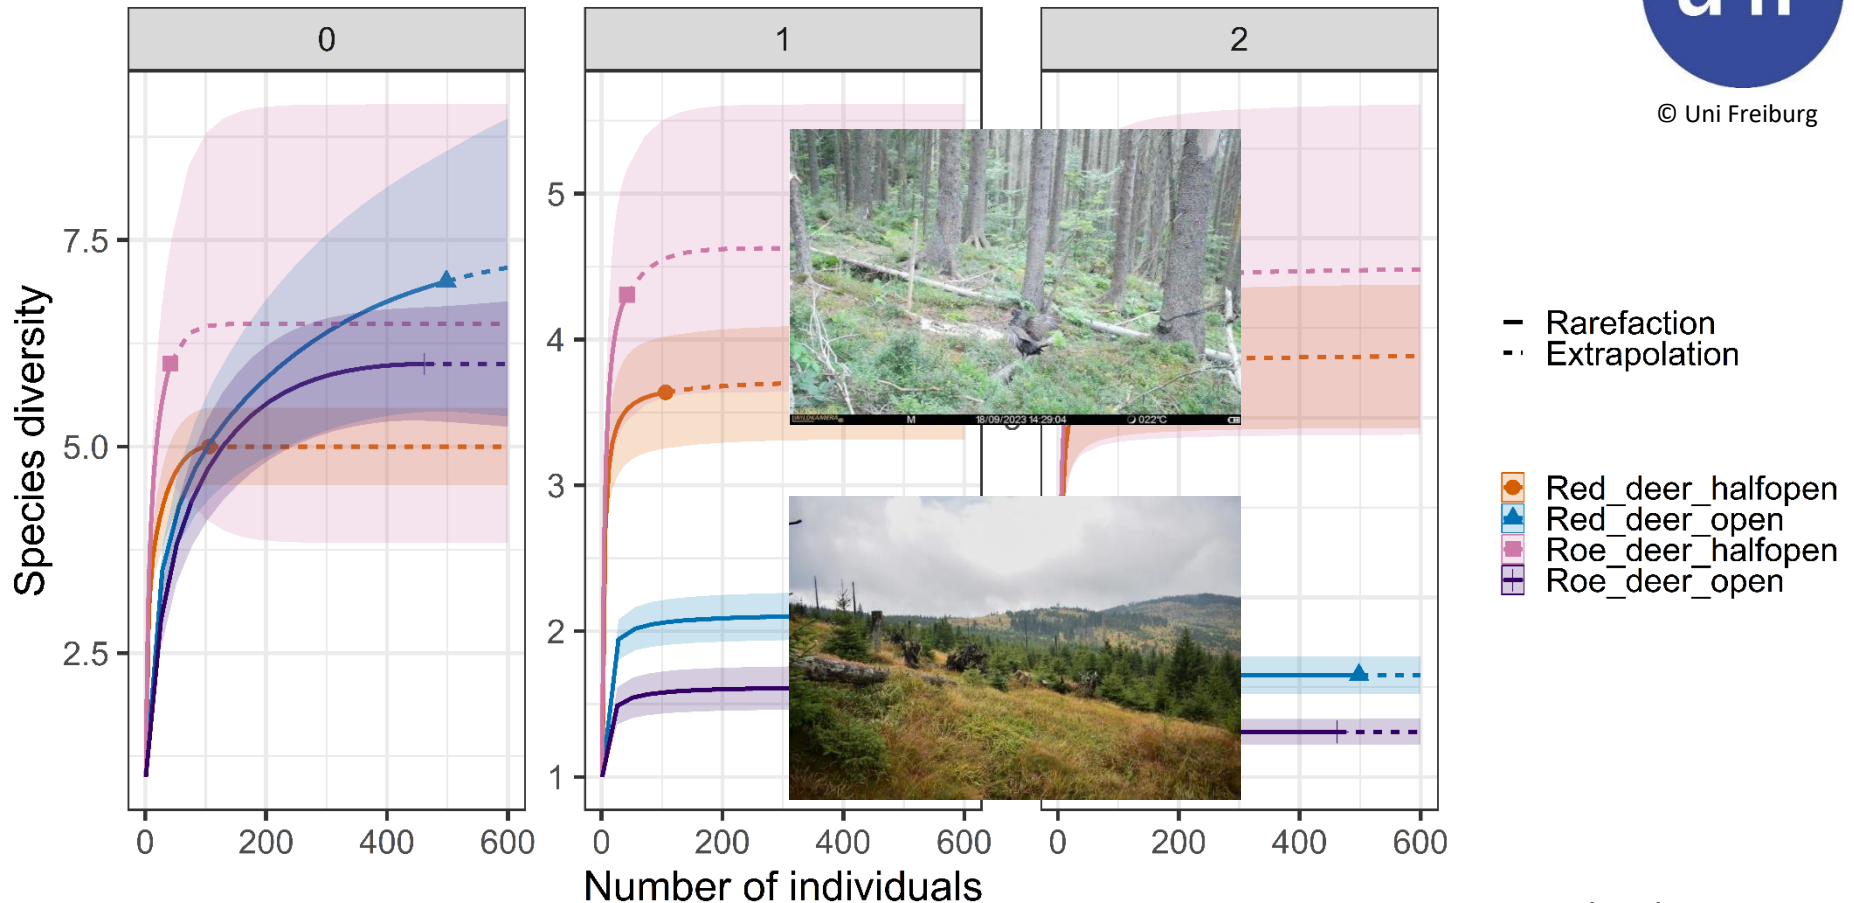 0
1
2
© Uni Freiburg
Species diversity
7.5
5.0
2.5
5
4
3
2
1
M 18/09/2023 14:29:04 022°C
0 200 400 600
0 200 400 600
0 200 400 600
Number of individuals
Rarefaction
Extrapolation
Red_deer_halfopen
Red_deer_open
Roe_deer_halfopen
Roe_deer_open